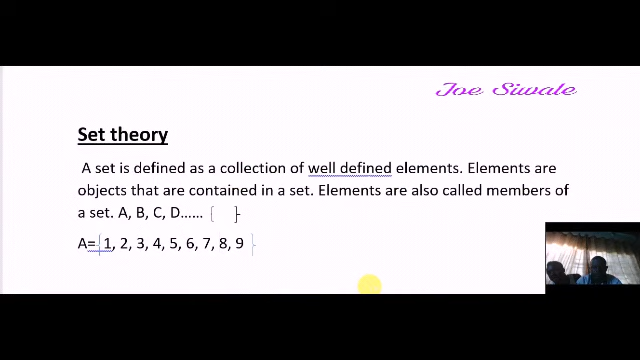 Joe Siwale
Set theory
A set is defined as a collection of well defined elements. Elements are
objects that are contained in a set. Elements are also called members of
a set. A, B, C, D...... { }
A= {1, 2, 3, 4, 5, 6, 7, 8, 9 }